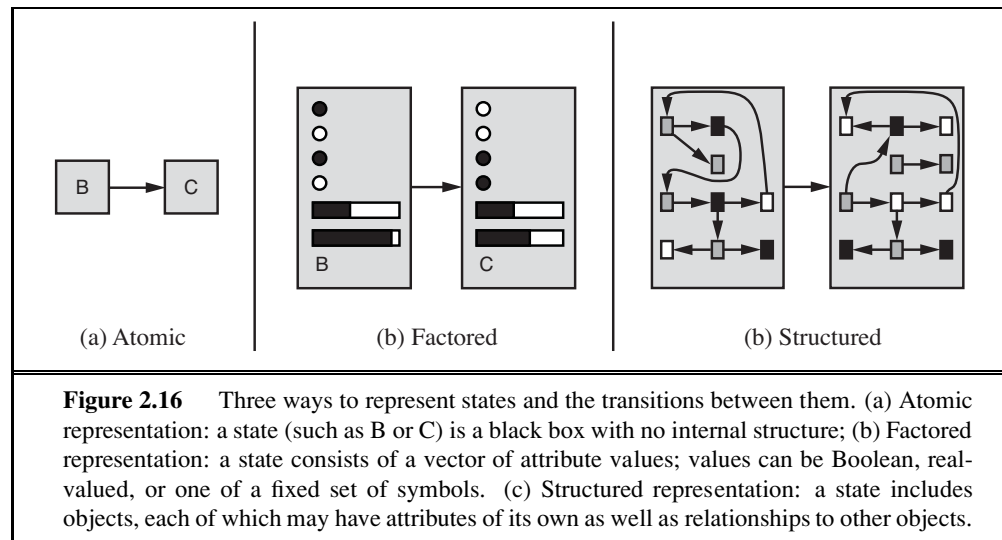 B
C
B
C
(a) Atomic
(b) Factored
(b) Structured
Figure 2.16 Three ways to represent states and the transitions between them. (a) Atomic
representation: a state (such as B or C) is a black box with no internal structure; (b) Factored
representation: a state consists of a vector of attribute values; values can be Boolean, real-
valued, or one of a fixed set of symbols. (c) Structured representation: a state includes
objects, each of which may have attributes of its own as well as relationships to other objects.